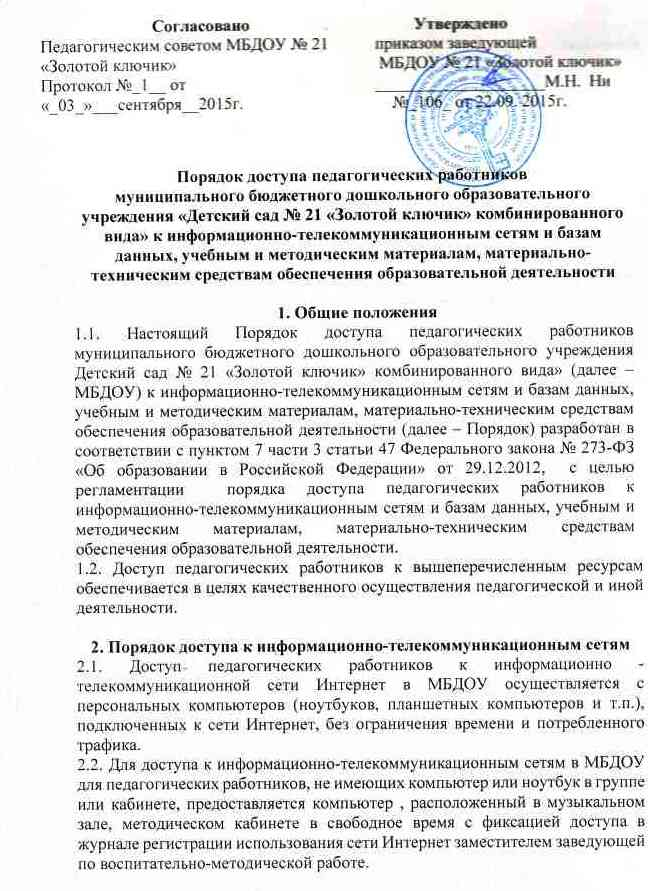 Согласовано
Педагогическим советом МБДОУ № 21
«Золотой ключик»
Протокол №_1__ от
«_03_»___сентября__2015г.
Утверждено
приказом заведующей
МБДОУ № 21 «Золотой ключик»
___________________М.Н. Ни
№ 106 от 22.09. 2015г.
Порядок доступа педагогических работников
муниципального бюджетного дошкольного образовательного
учреждения «Детский сад № 21 «Золотой ключик» комбинированного
вида» к информационно-телекоммуникационным сетям и базам
данных, учебным и методическим материалам, материально-
техническим средствам обеспечения образовательной деятельности
1. Общие положения
1.1. Настоящий Порядок доступа педагогических работников
муниципального бюджетного дошкольного образовательного учреждения
Детский сад № 21 «Золотой ключик» комбинированного вида» (далее –
МБДОУ) к информационно-телекоммуникационным сетям и базам данных,
учебным и методическим материалам, материально-техническим средствам
обеспечения образовательной деятельности (далее – Порядок) разработан в
соответствии с пунктом 7 части 3 статьи 47 Федерального закона № 273-ФЗ
«Об образовании в Российской Федерации» от 29.12.2012, с целью
регламентации порядка доступа педагогических работников к
информационно-телекоммуникационным сетям и базам данных, учебным и
методическим материалам, материально-техническим средствам
обеспечения образовательной деятельности.
1.2. Доступ педагогических работников к вышеперечисленным ресурсам
обеспечивается в целях качественного осуществления педагогической и иной
деятельности.
2. Порядок доступа к информационно-телекоммуникационным сетям
2.1. Доступ педагогических работников к информационно -
телекоммуникационной сети Интернет в МБДОУ осуществляется с
персональных компьютеров (ноутбуков, планшетных компьютеров и т.п.),
подключенных к сети Интернет, без ограничения времени и потребленного
трафика.
2.2. Для доступа к информационно-телекоммуникационным сетям в МБДОУ
для педагогических работников, не имеющих компьютер или ноутбук в группе
или кабинете, предоставляется компьютер , расположенный в музыкальном
зале, методическом кабинете в свободное время с фиксацией доступа в
журнале регистрации использования сети Интернет заместителем заведующей
по воспитательно-методической работе.